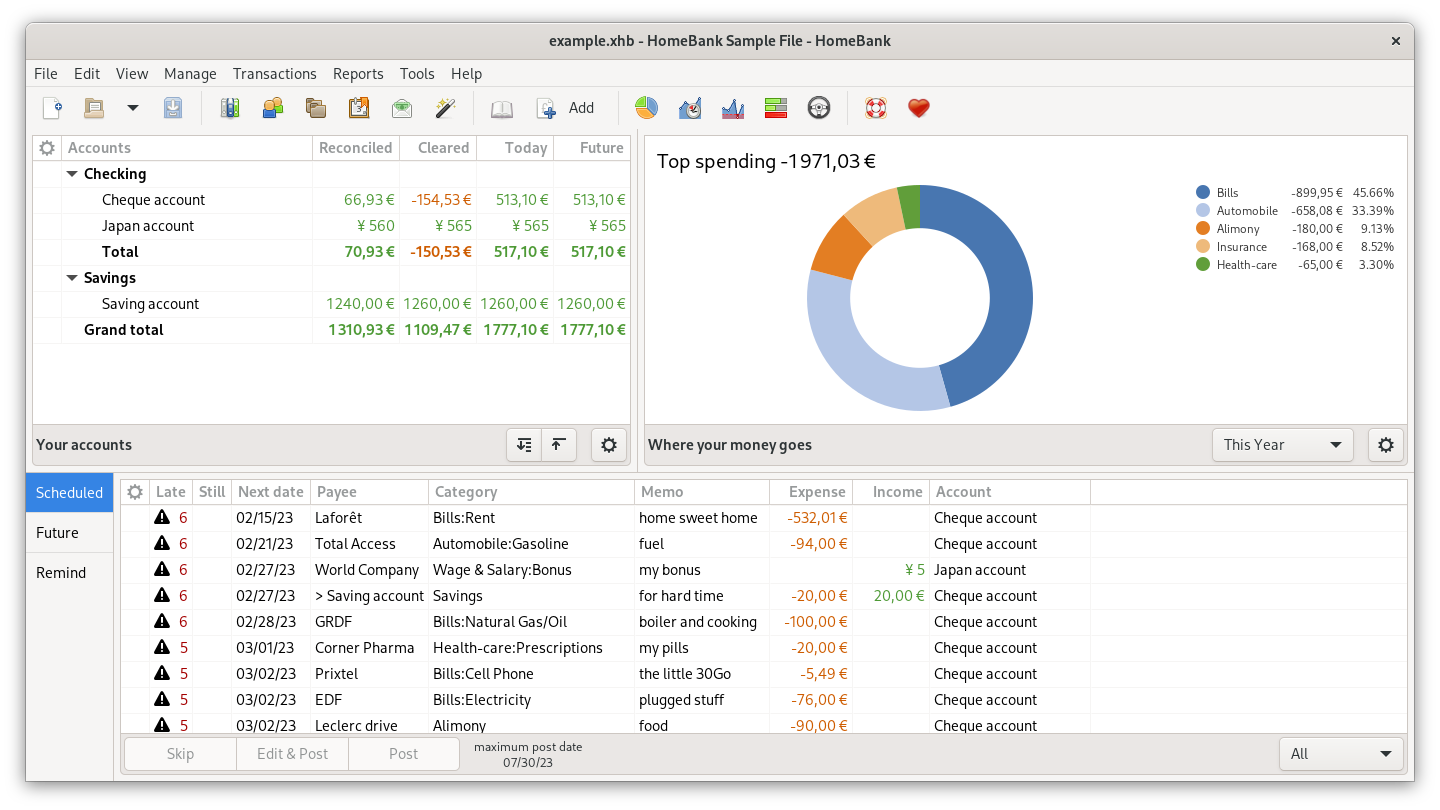 example.xhb - HomeBank Sample File - HomeBank
File Edit View Manage Transactions Reports Tools Help
Add
Accounts Reconciled Cleared Today Future
Checking
Cheque account 66,93 € -154,53 € 513,10 € 513,10 €
Japan account ¥ 560 ¥ 565 ¥ 565 ¥ 565
Total 70,93 € -150,53 € 517,10 € 517,10 €
Savings
Saving account 1240,00 € 1260,00 € 1260,00 € 1260,00 €
Grand total 1310,93 € 1109,47 € 1777,10 € 1777,10 €
Your accounts
Top spending -1971,03 €
Bills -899,95 € 45.66%
Automobile -658,08 € 33.39%
Alimony -180,00 € 9.13%
Insurance -168,00 € 8.52%
Health-care -65,00 € 3.30%
Where your money goes This Year
Scheduled
Future
Remind
Late Still Next date Payee Category Memo Expense Income Account
6 02/15/23 Laforêt Bills:Rent home sweet home -532,01 € Cheque account
6 02/21/23 Total Access Automobile:Gasoline fuel -94,00 € Cheque account
6 02/27/23 World Company Wage & Salary:Bonus my bonus ¥ 5 Japan account
6 02/27/23 > Saving account Savings for hard time -20,00 € 20,00 € Cheque account
6 02/28/23 GRDF Bills:Natural Gas/Oil boiler and cooking -100,00 € Cheque account
5 03/01/23 Corner Pharma Health-care:Prescriptions my pills -20,00 € Cheque account
5 03/02/23 Prixtel Bills:Cell Phone the little 30Go -5,49 € Cheque account
5 03/02/23 EDF Bills:Electricity plugged stuff -76,00 € Cheque account
5 03/02/23 Leclerc drive Alimony food -90,00 € Cheque account
Skip Edit & Post Post
maximum post date
07/30/23
All